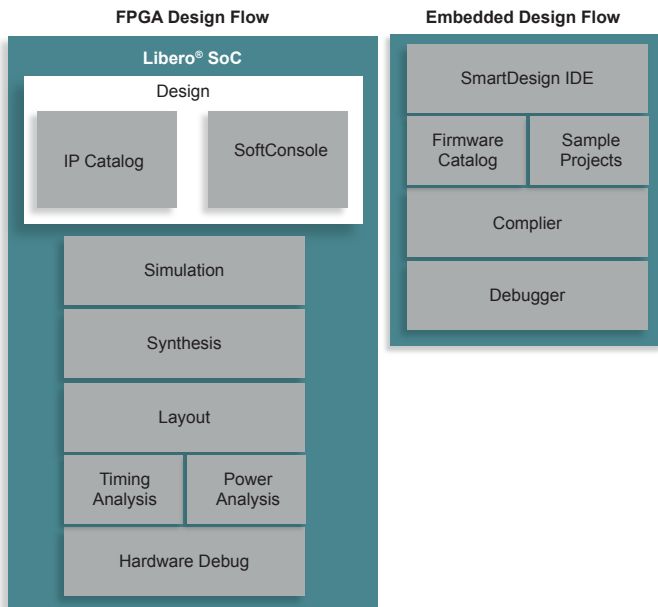 FPGA Design Flow
Libero® SoC
Design
IP Catalog
SoftConsole
Simulation
Synthesis
Layout
Timing
Analysis
Power
Analysis
Hardware Debug
Embedded Design Flow
SmartDesign IDE
Firmware
Catalog
Sample
Projects
Complier
Debugger